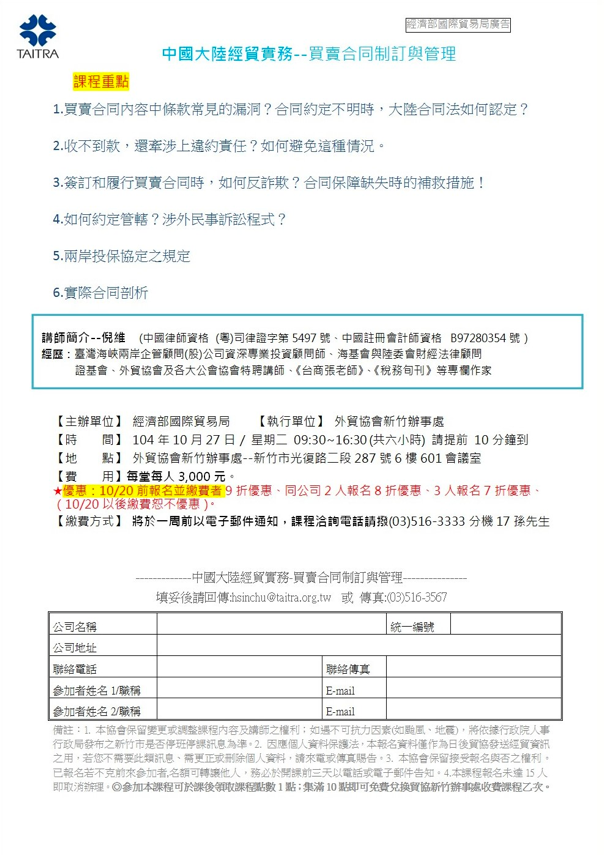 經濟部國際貿易局廣告
TAITRA
中國大陸經貿實務--買賣合同制訂與管理
課程重點
1.買賣合同內容中條款常見的漏洞？合同約定不明時，大陸合同法如何認定？
2.收不到款，還牽涉上違約責任？如何避免這種情況。
3.簽訂和履行買賣合同時，如何反詐欺？合同保障缺失時的補救措施！
4.如何約定管轄？涉外民事訴訟程式？
5.兩岸投保協定之規定
6.實際合同剖析
講師簡介--倪維 (中國律師資格 (粵)司律證字第 5497 號、中國註冊會計師資格 B97280354 號 )
經歷：臺灣海峽兩岸企管顧問(股)公司資深專業投資顧問師、海基會與陸委會財經法律顧問
證基會、外貿協會及各大公會協會特聘講師、《台商張老師》、《稅務旬刊》等專欄作家
【主辦單位】 經濟部國際貿易局 【執行單位】 外貿協會新竹辦事處
【時 間】 104 年 10 月 27 日 / 星期二 09:30~16:30 (共六小時) 請提前 10 分鐘到
【地 點】 外貿協會新竹辦事處--新竹市光復路二段 287 號 6 樓 601 會議室
【費 用】每堂每人 3,000 元。
★優惠：10/20 前報名並繳費者 9 折優惠、同公司 2 人報名 8 折優惠、3 人報名 7 折優惠、
( 10/20 以後繳費恕不優惠 )。
【繳費方式】 將於一周前以電子郵件通知，課程洽詢電話請撥(03)516-3333 分機 17 孫先生
-------------中國大陸經貿實務-買賣合同制訂與管理---------------
填妥後請回傳:hsinchu@taitra.org.tw 或 傳真:(03)516-3567
公司名稱 統一編號
公司地址
聯絡電話 聯絡傳真
參加者姓名 1/職稱 E-mail
參加者姓名 2/職稱 E-mail
備註：1. 本協會保留變更或調整課程內容及講師之權利；如遇不可抗力因素(如颱風、地震)，將依據行政院人事
行政局發布之新竹市是否停班停課訊息為準。2. 因應個人資料保護法，本報名資料僅作為日後貿協發送經貿資訊
之用，若您不需要此類訊息、需更正或刪除個人資料，請來電或傳真賜告。3. 本協會保留接受報名與否之權利。
已報名若不克前來參加者,名額可轉讓他人，務必於開課前三天以電話或電子郵件告知。4.本課程報名未達 15 人
即取消辦理。◎參加本課程可於課後領取課程點數 1 點；集滿 10 點即可免費兌換貿協新竹辦事處收費課程乙次。